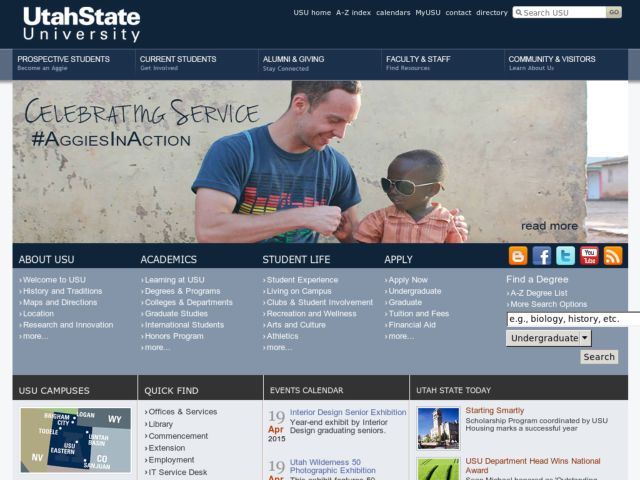 UtahState
University
USU home A-Z index calendars MyUSU contact directory Search USU GO
PROSPECTIVE STUDENTS
Become an Aggie
CURRENT STUDENTS
Get Involved
ALUMNI & GIVING
Stay Connected
FACULTY & STAFF
Find Resources
COMMUNITY & VISITORS
Learn About Us
CELEBRATING SERVICE
#AGGIESINACTION
read more
ABOUT USU
› Welcome to USU
› History and Traditions
› Maps and Directions
› Location
› Research and Innovation
› more...
ACADEMICS
› Learning at USU
› Degrees & Programs
› Colleges & Departments
› Graduate Studies
› International Students
› Honors Program
› more...
STUDENT LIFE
› Student Experience
› Living on Campus
› Clubs & Student Involvement
› Recreation and Wellness
› Arts and Culture
› Athletics
› more...
APPLY
› Apply Now
› Undergraduate
› Graduate
› Tuition and Fees
› Financial Aid
› more...
You
Tube
Find a Degree
› A-Z Degree List
› More Search Options
e.g., biology, history, etc.
Undergraduate
Search
USU CAMPUSES
BRIGHAM CITY
LOGAN
WY
TOOELE
UINTAH BASIN
USU EASTERN
NV
CO
SAN JUAN
QUICK FIND
› Offices & Services
› Library
› Commencement
› Extension
› Employment
› IT Service Desk
EVENTS CALENDAR
19
Apr
2015
Interior Design Senior Exhibition
Year-end exhibit by Interior
Design graduating seniors.
19
Apr
Utah Wilderness 50
Photographic Exhibition
This exhibit features 50
UTAH STATE TODAY
Starting Smartly
Scholarship Program coordinated by USU
Housing marks a successful year
USU Department Head Wins National
Award
Sean Michael honored as 'Outstanding